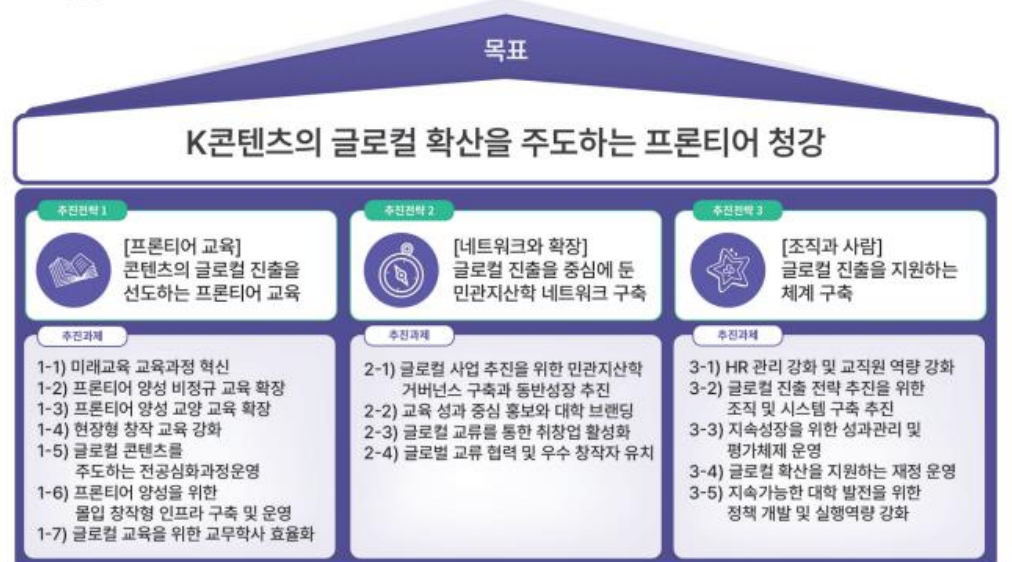 목표
K콘텐츠의 글로컬 확산을 주도하는 프론티어 청강
추진전략 1
[프론티어 교육]
콘텐츠의 글로컬 진출을
선도하는 프론티어 교육
추진과제
1-1) 미래교육 교육과정 혁신
1-2) 프론티어 양성 비정규 교육 확장
1-3) 프론티어 양성 교양 교육 확장
1-4) 현장형 창작 교육 강화
1-5) 글로컬 콘텐츠를
주도하는 전공심화과정운영
1-6) 프론티어 양성을 위한
몰입 창작형 인프라 구축 및 운영
1-7) 글로컬 교육을 위한 교무학사 효율화
추진전략 2
[네트워크와 확장]
글로컬 진출을 중심에 둔
민관지산학 네트워크 구축
추진과제
2-1) 글로컬 사업 추진을 위한 민관지산학
거버넌스 구축과 동반성장 추진
2-2) 교육 성과 중심 홍보와 대학 브랜딩
2-3) 글로컬 교류를 통한 취창업 활성화
2-4) 글로벌 교류 협력 및 우수 창작자 유치
추진전략 3
[조직과 사람]
글로컬 진출을 지원하는
체계 구축
추진과제
3-1) HR 관리 강화 및 교직원 역량 강화
3-2) 글로컬 진출 전략 추진을 위한
조직 및 시스템 구축 추진
3-3) 지속성장을 위한 성과관리 및
평가체제 운영
3-4) 글로컬 확산을 지원하는 재정 운영
3-5) 지속가능한 대학 발전을 위한
정책 개발 및 실행역량 강화